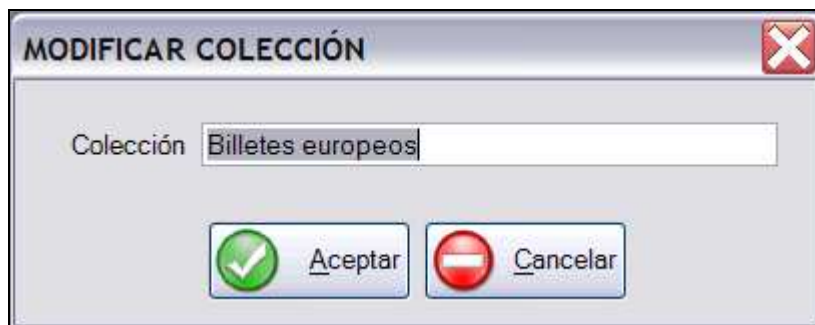 MODIFICAR COLECCIÓN
Colección Billetes europeos
Aceptar Cancelar